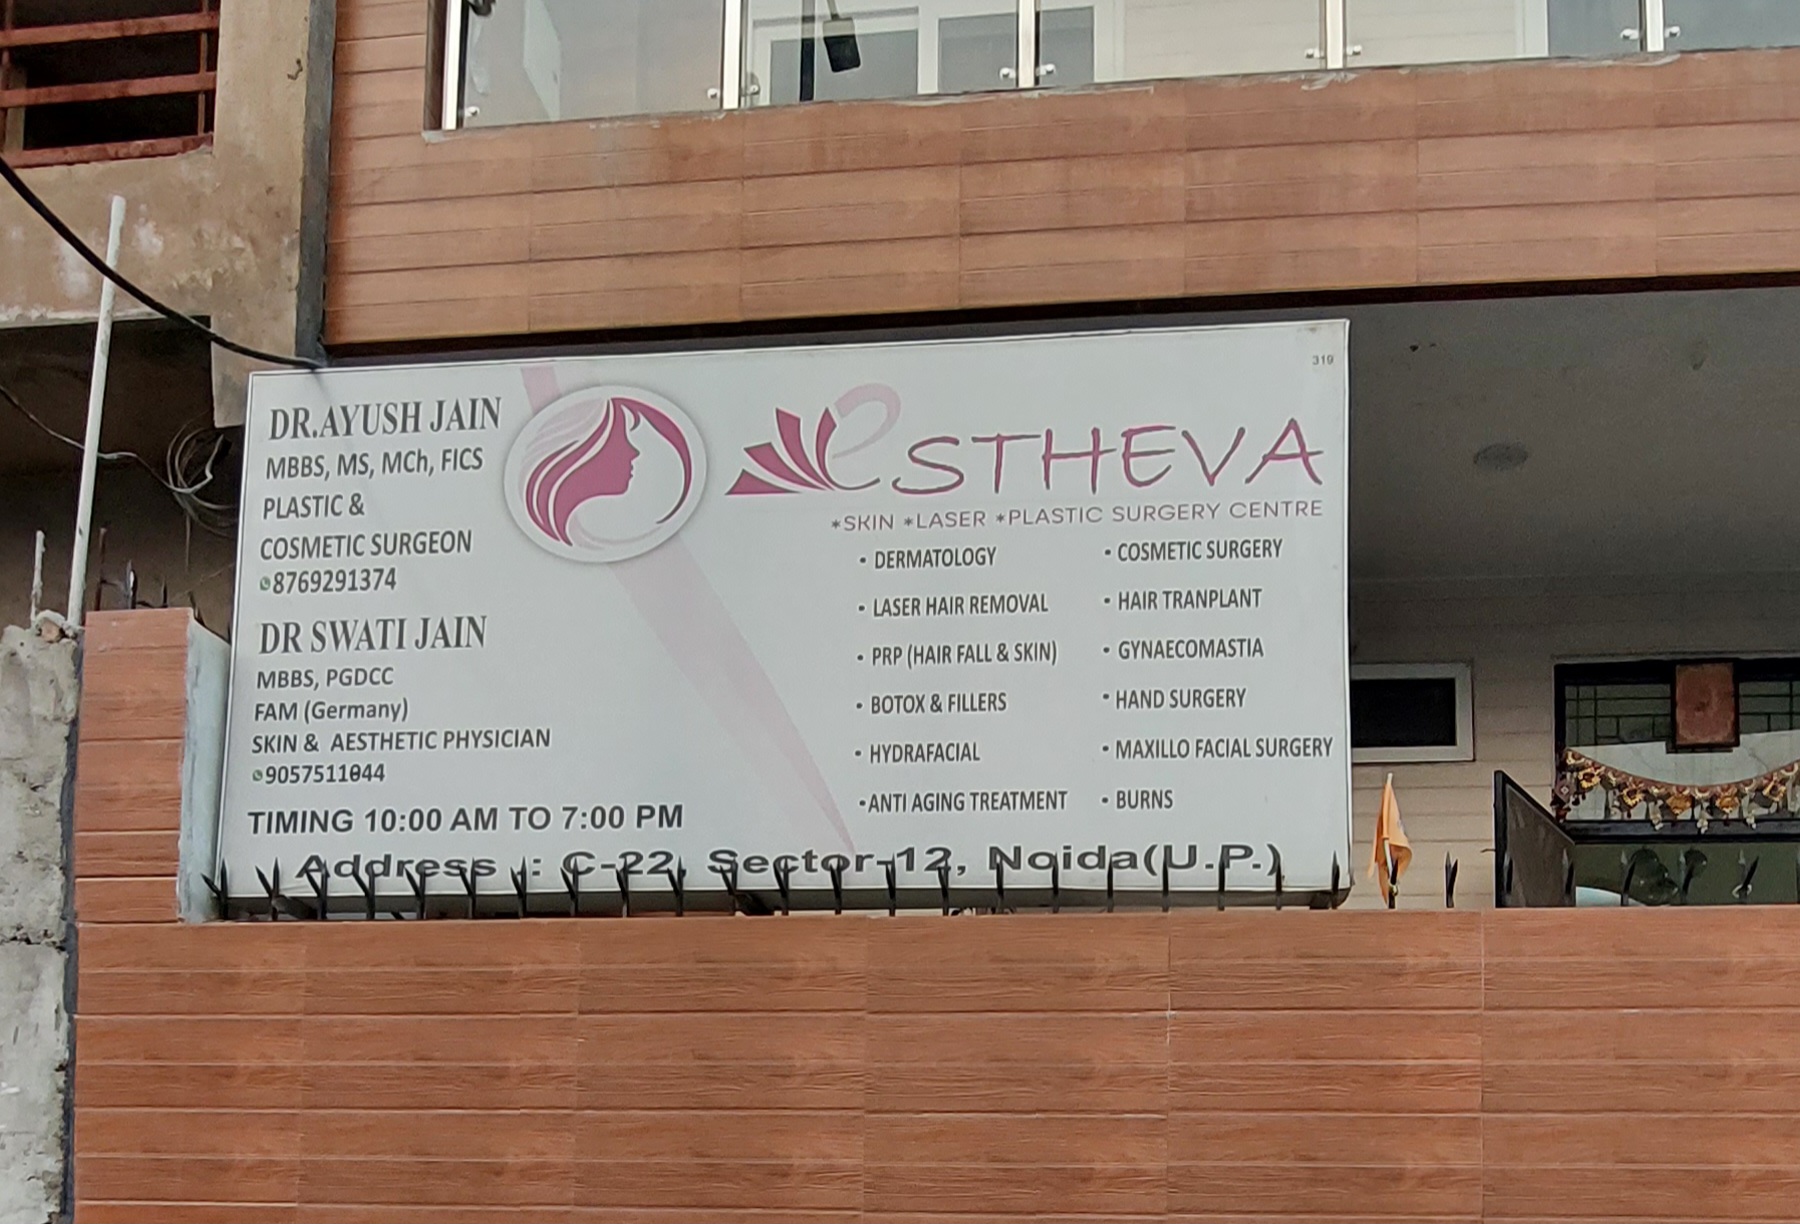 319
DR.AYUSH JAIN
MBBS, MS, MCh, FICS
PLASTIC &
COSMETIC SURGEON
8769291374
DR SWATI JAIN
MBBS, PGDCC
FAM (Germany)
SKIN & AESTHETIC PHYSICIAN
9057511044
TIMING 10:00 AM TO 7:00 PM
eSTHEVA
*SKIN *LASER *PLASTIC SURGERY CENTRE
• DERMATOLOGY
• LASER HAIR REMOVAL
• PRP (HAIR FALL & SKIN)
• BOTOX & FILLERS
• HYDRAFACIAL
• ANTI AGING TREATMENT
• COSMETIC SURGERY
• HAIR TRANPLANT
• GYNAECOMASTIA
• HAND SURGERY
• MAXILLO FACIAL SURGERY
• BURNS
Address : C-22, Sector-12, Noida(U.P.)